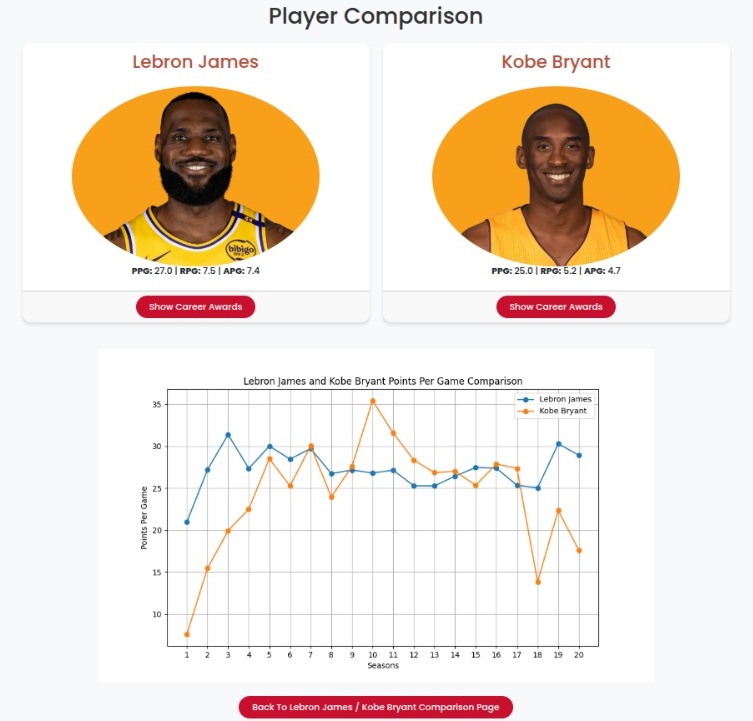 Player Comparison
Lebron James
Kobe Bryant
bibigo
PPG: 27.0 | RPG: 7.5 | APG: 7.4
PPG: 25.0 | RPG: 5.2 | APG: 4.7
Show Career Awards
Show Career Awards
Lebron James and Kobe Bryant Points Per Game Comparison
Lebron James
Kobe Bryant
35
30
25
20
15
10
Points Per Game
1 2 3 4 5 6 7 8 9 10 11 12 13 14 15 16 17 18 19 20
Seasons
Back To Lebron James / Kobe Bryant Comparison Page